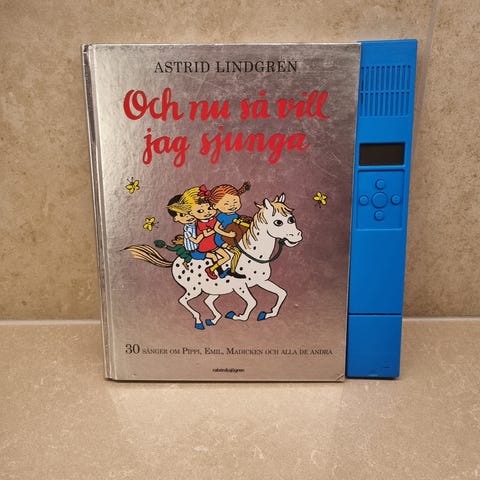 ASTRID LINDGREN
Och nu så vill
jag sjunga
30 SÅNGER OM PIPPI, EMIL, MADICKEN OCH ALLA DE ANDRA
rabén&sjögren